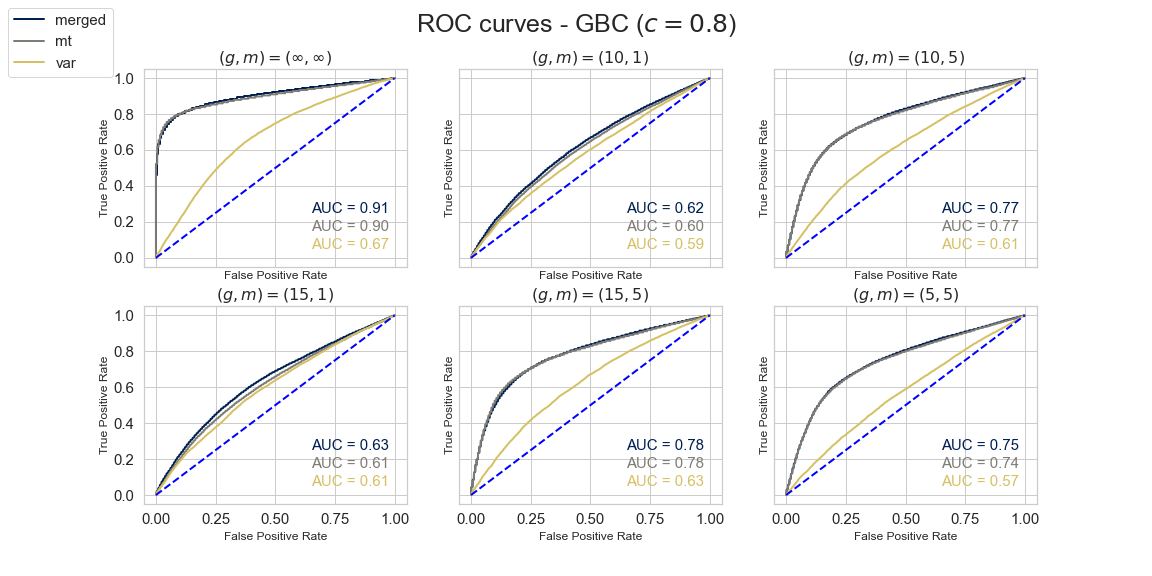 merged
mt
var
ROC curves - GBC (c = 0.8)
(g, m) = (∞, ∞)
True Positive Rate
1.0
0.8
0.6
0.4
0.2
0.0
AUC = 0.91
AUC = 0.90
AUC = 0.67
False Positive Rate
(g, m) = (10, 1)
True Positive Rate
AUC = 0.62
AUC = 0.60
AUC = 0.59
False Positive Rate
(g, m) = (10, 5)
True Positive Rate
AUC = 0.77
AUC = 0.77
AUC = 0.61
False Positive Rate
(g, m) = (15, 1)
True Positive Rate
1.0
0.8
0.6
0.4
0.2
0.0
AUC = 0.63
AUC = 0.61
AUC = 0.61
0.00 0.25 0.50 0.75 1.00
False Positive Rate
(g, m) = (15, 5)
True Positive Rate
AUC = 0.78
AUC = 0.78
AUC = 0.63
0.00 0.25 0.50 0.75 1.00
False Positive Rate
(g, m) = (5, 5)
True Positive Rate
AUC = 0.75
AUC = 0.74
AUC = 0.57
0.00 0.25 0.50 0.75 1.00
False Positive Rate